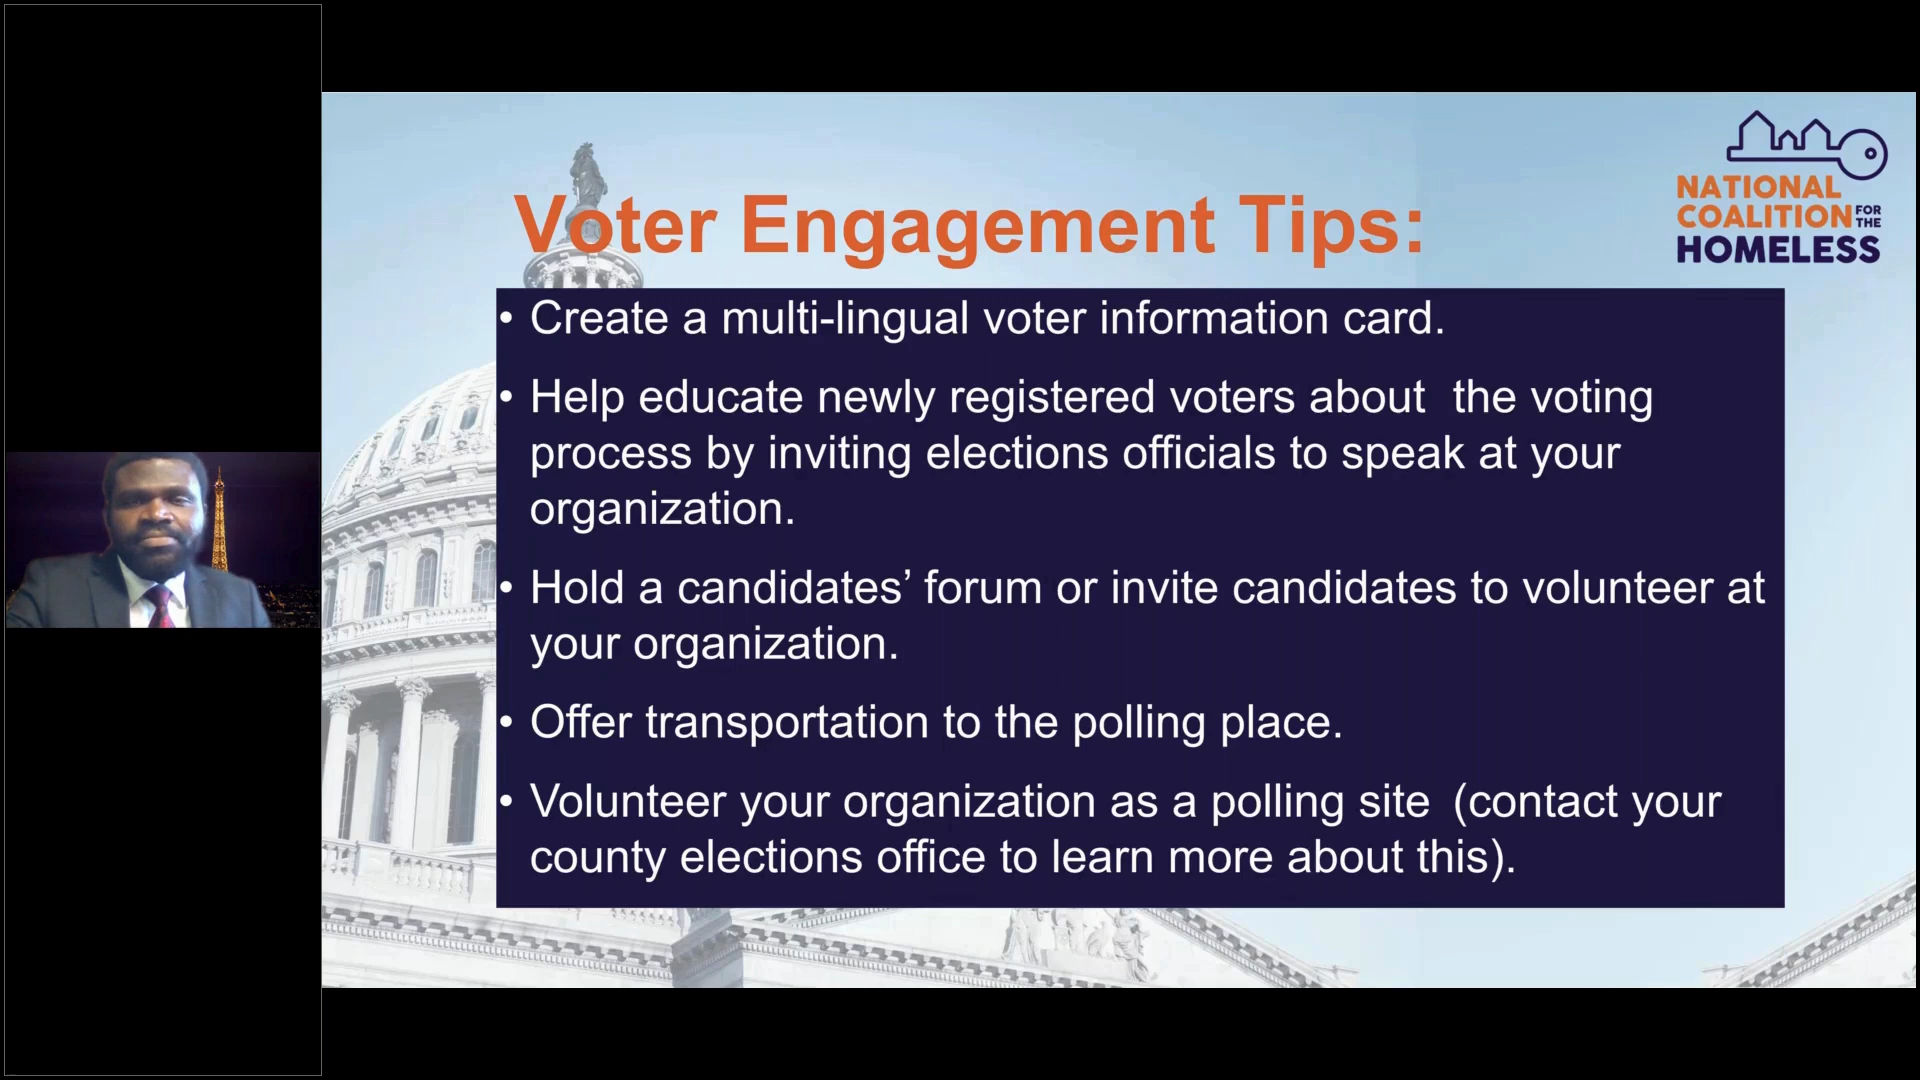 NATIONAL
COALITION FOR THE
HOMELESS
Voter Engagement Tips:
• Create a multi-lingual voter information card.
• Help educate newly registered voters about  the voting
process by inviting elections officials to speak at your
organization.
• Hold a candidates’ forum or invite candidates to volunteer at
your organization.
• Offer transportation to the polling place.
• Volunteer your organization as a polling site  (contact your
county elections office to learn more about this).